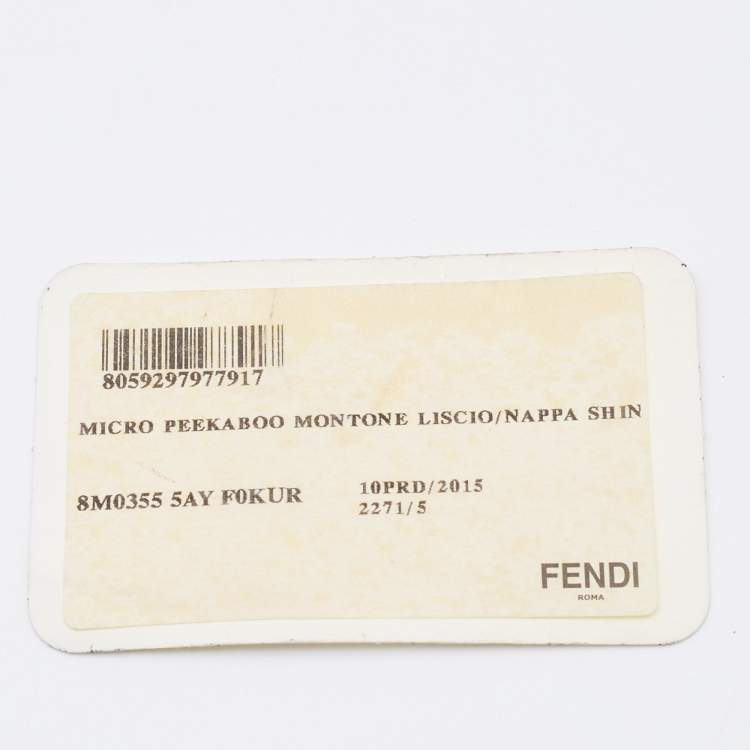 8059297977917
MICRO PEEKABOO MONTONE LISCIO/NAPPA SHIN
8M0355 5AY F0KUR
10PRD/2015
2271/5
FENDI
ROMA